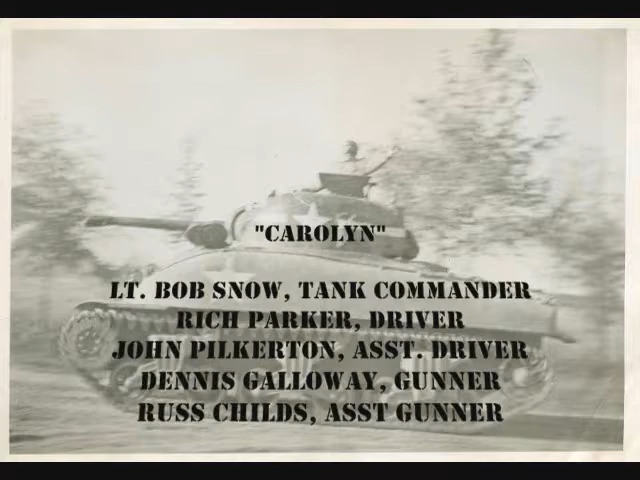 "CAROLYN"
LT. BOB SNOW, TANK COMMANDER
RICH PARKER, DRIVER
JOHN PILKERTON, ASST. DRIVER
DENNIS GALLOWAY, GUNNER
RUSS CHILDS, ASST GUNNER